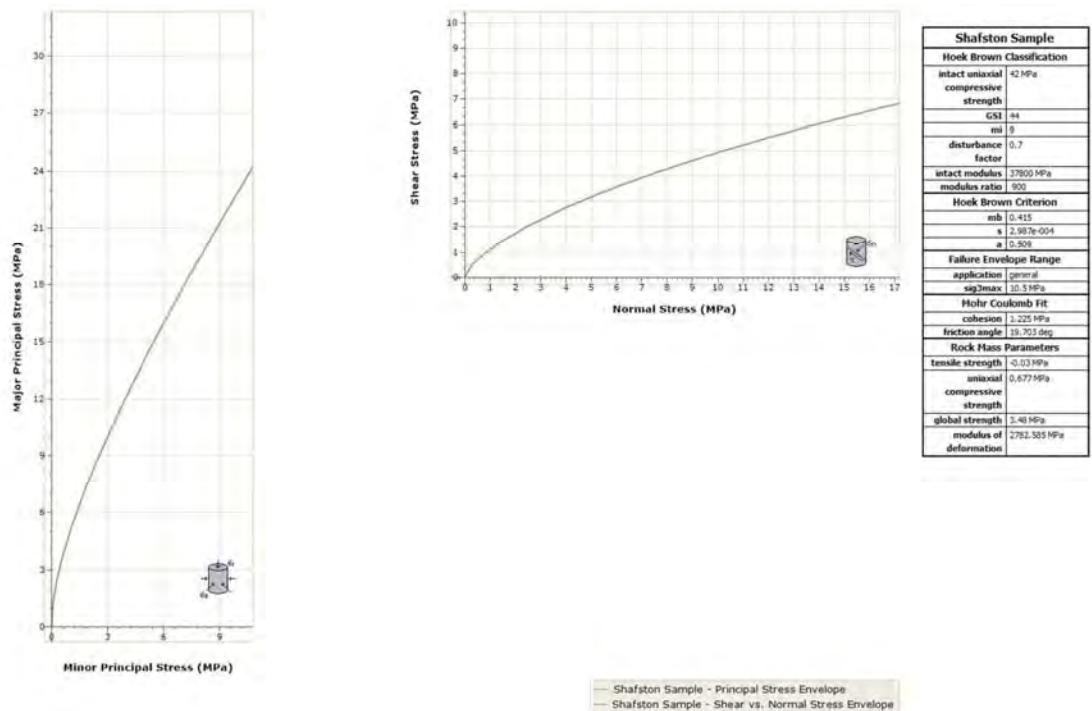 30
27
24
21
18
15
12
9
6
3
0
0 3 6 9
Major Principal Stress (MPa)
Minor Principal Stress (MPa)
10
9
8
7
6
5
4
3
2
1
0
0 1 2 3 4 5 6 7 8 9 10 11 12 13 14 15 16 17
Shear Stress (MPa)
Normal Stress (MPa)
Shafston Sample
Hoek Brown Classification
intact uniaxial 42 MPa
compressive
strength
GSI 44
mi 9
disturbance 0.7
factor
intact modulus 37800 MPa
modulus ratio 900
Hoek Brown Criterion
mb 0.415
s 2.987e-004
a 0.509
Failure Envelope Range
application general
sig3max 10.5 MPa
Mohr Coulomb Fit
cohesion 1.225 MPa
friction angle 19.703 deg
Rock Mass Parameters
tensile strength -0.03 MPa
uniaxial 0.677 MPa
compressive
strength
global strength 3.48 MPa
modulus of 2782.585 MPa
deformation
Shafston Sample - Principal Stress Envelope
Shafston Sample - Shear vs. Normal Stress Envelope